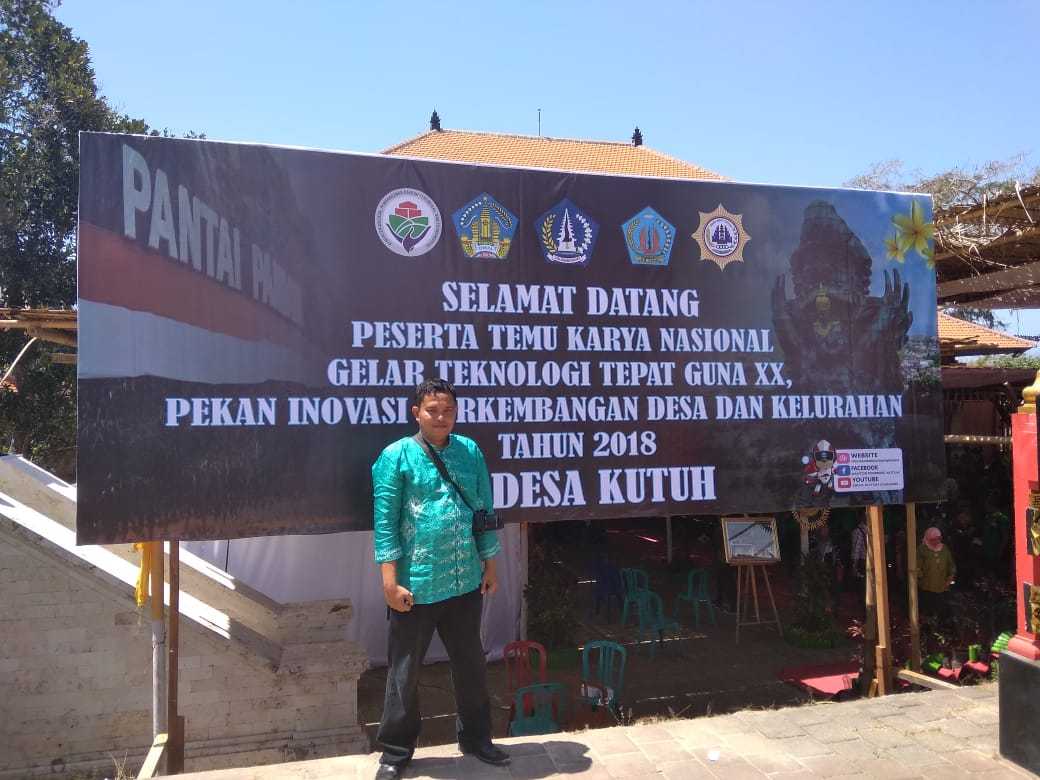 PANTAI PAN
SELAMAT DATANG
PESERTA TEMU KARYA NASIONAL
GELAR TEKNOLOGI TEPAT GUNA XX,
PEKAN INOVASI PERKEMBANGAN DESA DAN KELURAHAN
TAHUN 2018
DESA KUTUH
WEBSITE
FACEBOOK
YOUTUBE